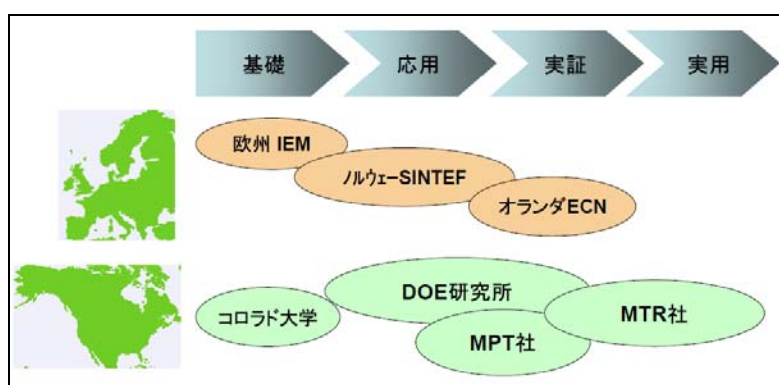 基礎
応用
実証
実用
欧州 IEM
ノルウェーSINTEF
オランダECN
DOE研究所
コロラド大学
MTR社
MPT社